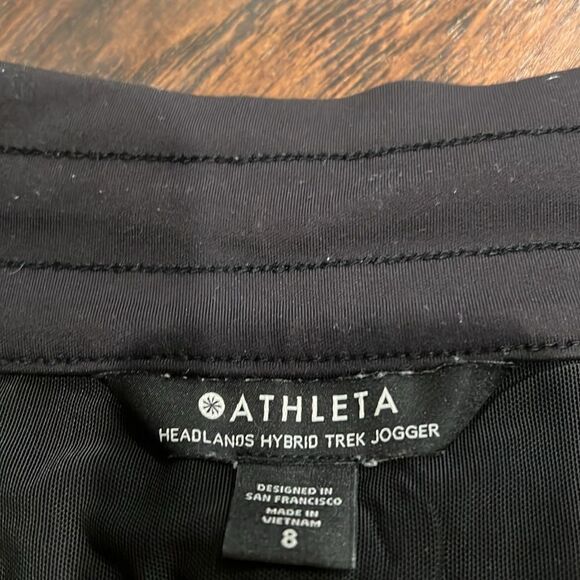 ATHLETA
HEADLANDS HYBRID TREK JOGGER
DESIGNED IN
SAN FRANCISCO
MADE IN
VIETNAM
8